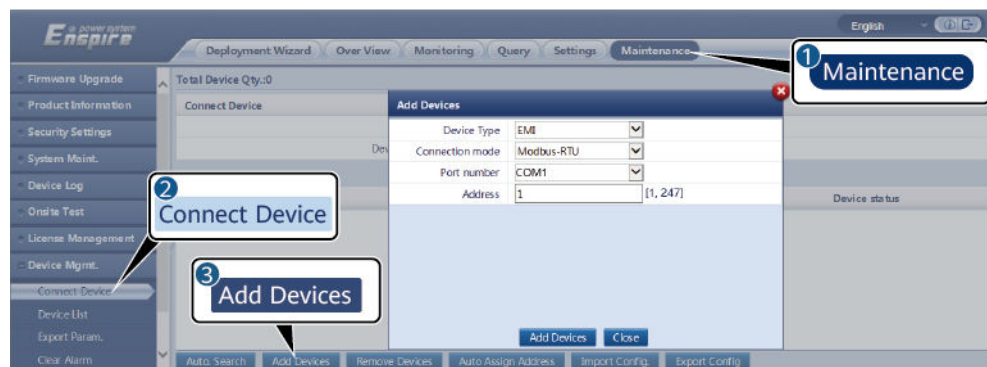 e power system
Enspire
English
Deployment Wizard Over View Monitoring Query Settings Maintenance
1
Maintenance
Firmware Upgrade
Product Information
Security Settings
System Maint.
Device Log
Onsite Test
License Management
Device Mgmt.
Connect Device
Device List
Export Param.
Clear Alarm
Total Device Qty.:0
Connect Device
Dev
Device status
Add Devices
Device Type EMI
Connection mode Modbus-RTU
Port number COM1
Address 1 [1, 247]
Add Devices Close
2
Connect Device
3
Add Devices
Auto. Search Add Devices Remove Devices Auto Assign Address Import Config. Export Config